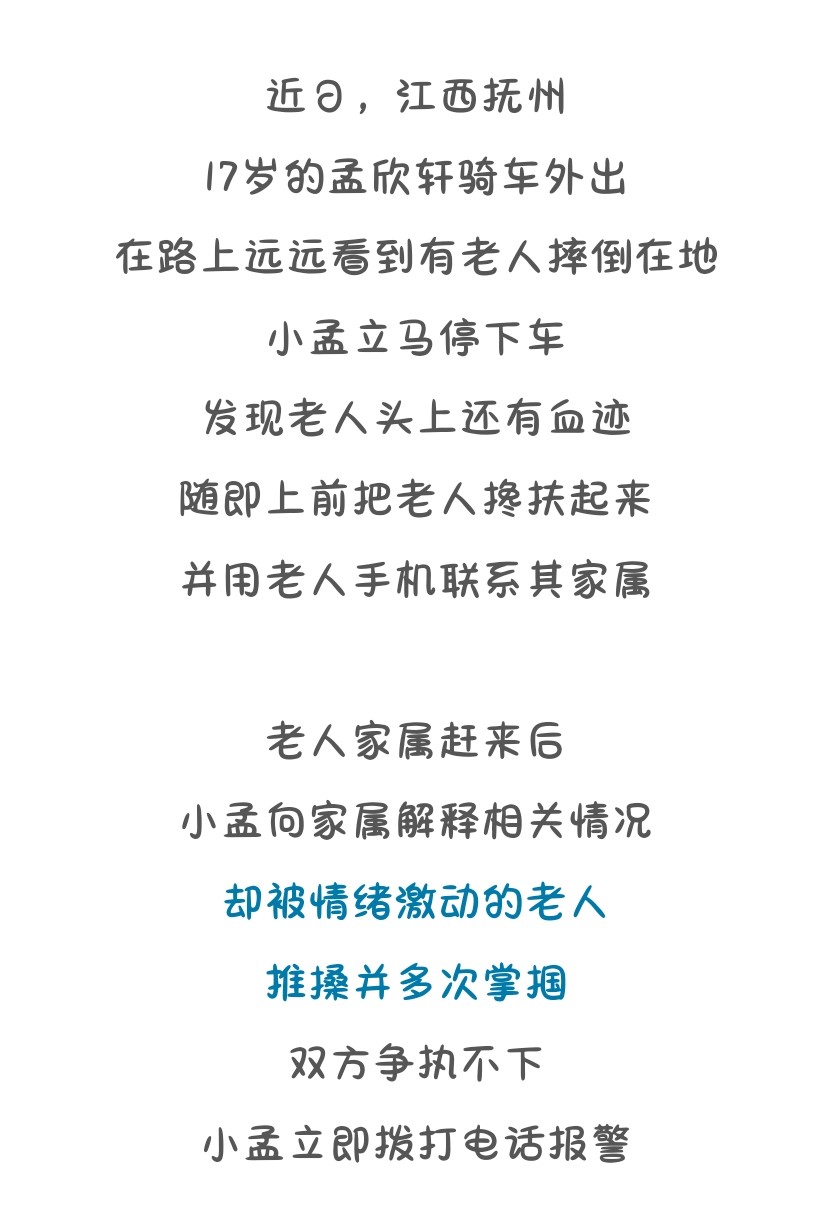 近日，江西抚州
17岁的孟欣轩骑车外出
在路上远远看到有老人摔倒在地
小孟立马停下车
发现老人头上还有血迹
随即上前把老人搀扶起来
并用老人手机联系其家属
老人家属赶来后
小孟向家属解释相关情况
却被情绪激动的老人
推搡并多次掌掴
双方争执不下
小孟立即拨打电话报警